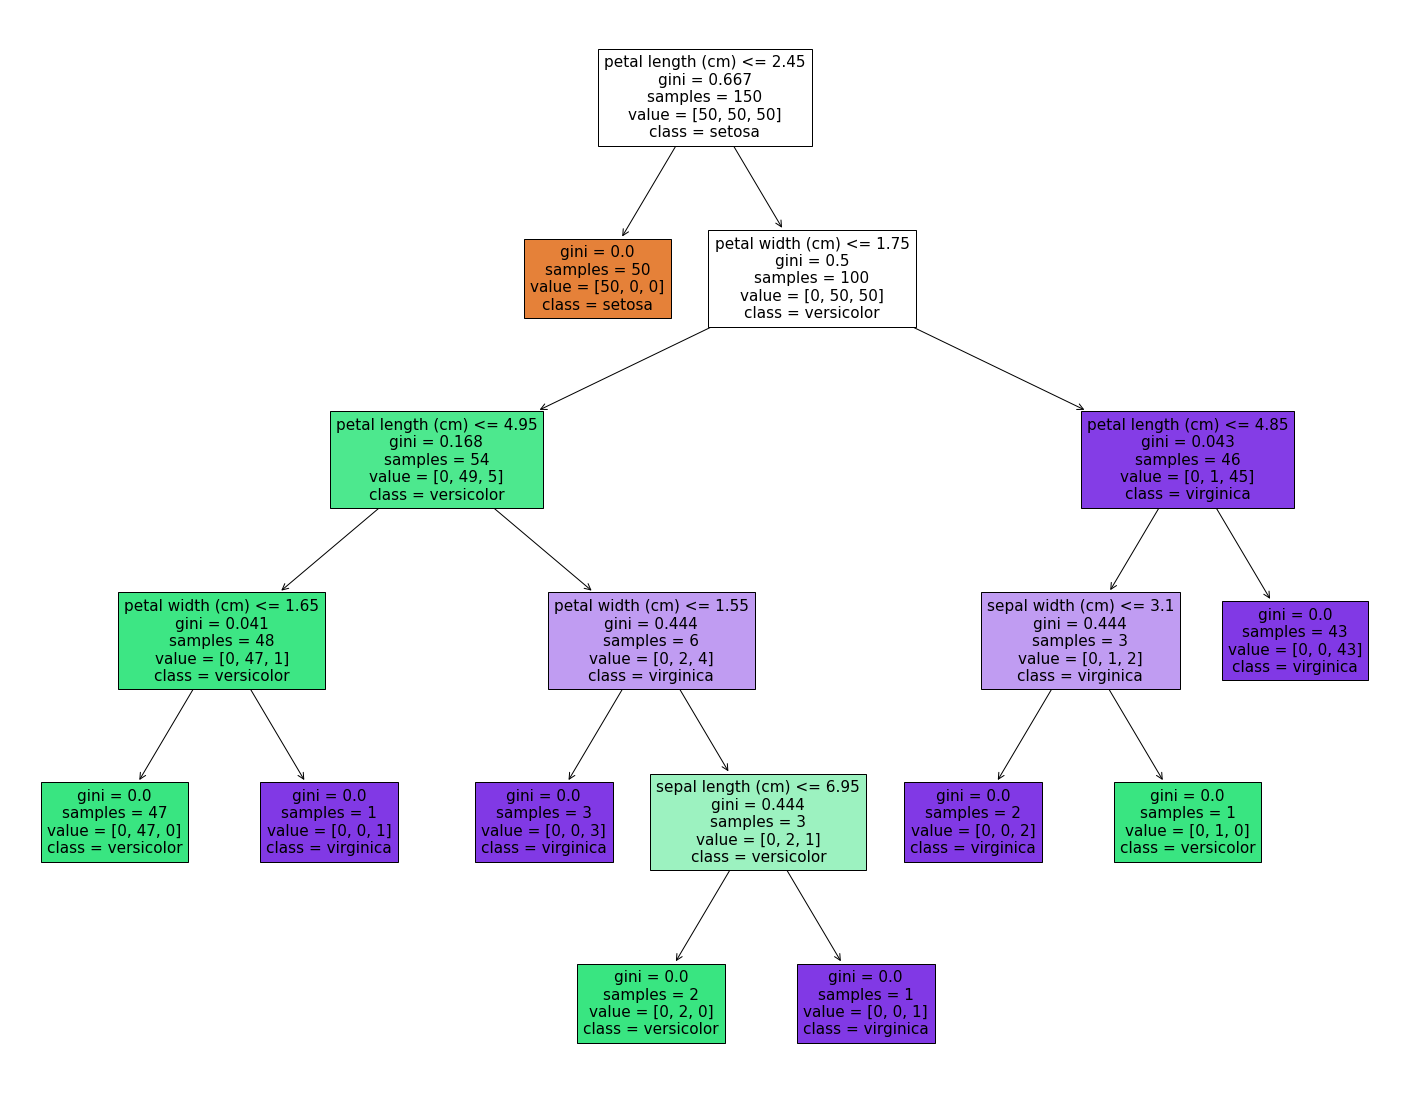 petal length (cm) <= 2.45
gini = 0.667
samples = 150
value = [50, 50, 50]
class = setosa
gini = 0.0
samples = 50
value = [50, 0, 0]
class = setosa
petal width (cm) <= 1.75
gini = 0.5
samples = 100
value = [0, 50, 50]
class = versicolor
petal length (cm) <= 4.95
gini = 0.168
samples = 54
value = [0, 49, 5]
class = versicolor
petal length (cm) <= 4.85
gini = 0.043
samples = 46
value = [0, 1, 45]
class = virginica
petal width (cm) <= 1.65
gini = 0.041
samples = 48
value = [0, 47, 1]
class = versicolor
petal width (cm) <= 1.55
gini = 0.444
samples = 6
value = [0, 2, 4]
class = virginica
sepal width (cm) <= 3.1
gini = 0.444
samples = 3
value = [0, 1, 2]
class = virginica
gini = 0.0
samples = 43
value = [0, 0, 43]
class = virginica
gini = 0.0
samples = 47
value = [0, 47, 0]
class = versicolor
gini = 0.0
samples = 1
value = [0, 0, 1]
class = virginica
gini = 0.0
samples = 3
value = [0, 0, 3]
class = virginica
sepal length (cm) <= 6.95
gini = 0.444
samples = 3
value = [0, 2, 1]
class = versicolor
gini = 0.0
samples = 2
value = [0, 0, 2]
class = virginica
gini = 0.0
samples = 1
value = [0, 1, 0]
class = versicolor
gini = 0.0
samples = 2
value = [0, 2, 0]
class = versicolor
gini = 0.0
samples = 1
value = [0, 0, 1]
class = virginica